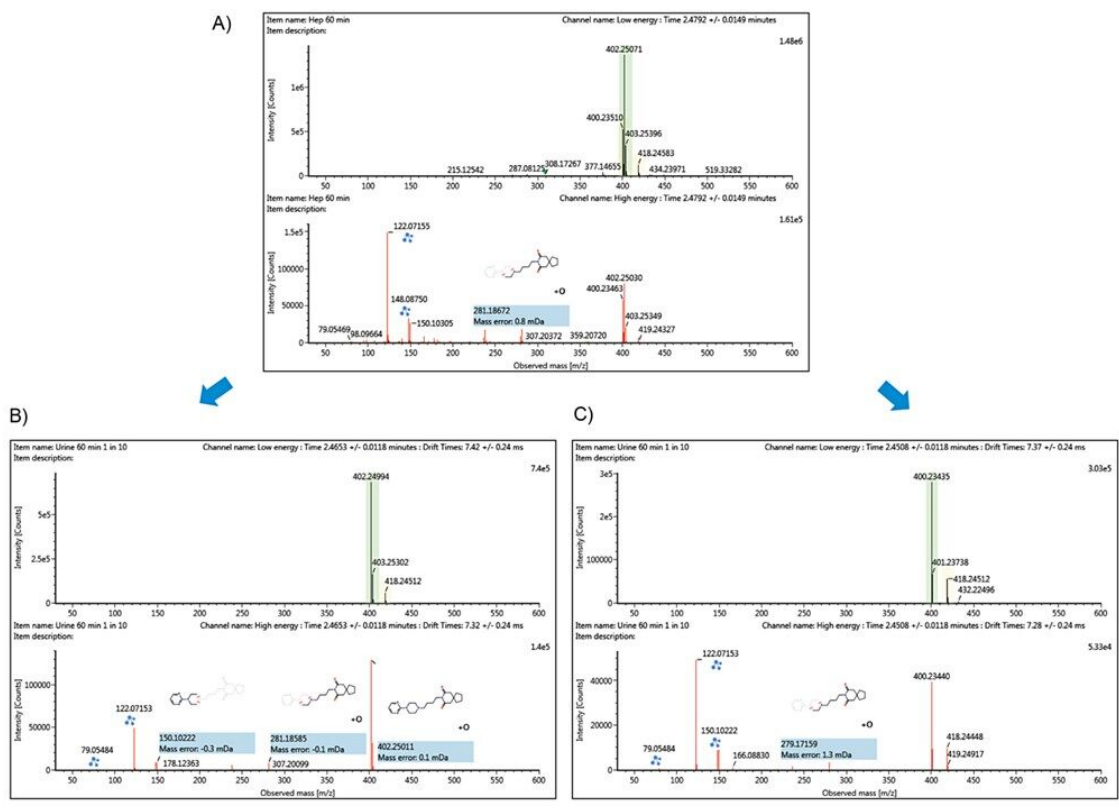 A)
Item name: Hep 60 min Channel name: Low energy : Time 2.4792 +/- 0.0149 minutes
Item description:
1.48e6
402.25071
1e6
400.23510
403.25396
5e5
418.24583
215.12542 287.08125 308.17267 377.14655 434.23971 519.33282
0
Intensity [Counts]
50 100 150 200 250 300 350 400 450 500 550 600
Item name: Hep 60 min Channel name: High energy : Time 2.4792 +/- 0.0149 minutes
Item description:
1.61e5
1.5e5
122.07155
100000
402.25030
400.23463
+O
50000
148.08750
281.18672
Mass error: 0.8 mDa
150.10305
403.25349
79.05469 98.09664 307.20372 359.20720 419.24327
0
Intensity [Counts]
50 100 150 200 250 300 350 400 450 500 550 600
Observed mass [m/z]
B)
Item name: Urine 60 min 1 in 10 Channel name: Low energy : Time 2.4653 +/- 0.0118 minutes : Drift Times: 7.42 +/- 0.24 ms
Item description:
7.4e5
402.24994
5e5
2.5e5
403.25302
418.24512
0
Intensity [Counts]
50 100 150 200 250 300 350 400 450 500 550 600
Item name: Urine 60 min 1 in 10 Channel name: High energy : Time 2.4653 +/- 0.0118 minutes : Drift Times: 7.32 +/- 0.24 ms
Item description:
1.4e5
100000
122.07153
+O
+O
50000
150.10222
Mass error: -0.3 mDa
281.18585
Mass error: -0.1 mDa
402.25011
Mass error: 0.1 mDa
79.05484
178.12363 307.20099
0
Intensity [Counts]
50 100 150 200 250 300 350 400 450 500 550 600
Observed mass [m/z]
C)
Item name: Urine 60 min 1 in 10 Channel name: Low energy : Time 2.4508 +/- 0.0118 minutes : Drift Times: 7.37 +/- 0.24 ms
Item description:
3.03e5
3e5
400.23435
2e5
100000
401.23738
418.24512
432.22496
0
Intensity [Counts]
50 100 150 200 250 300 350 400 450 500 550 600
Item name: Urine 60 min 1 in 10 Channel name: High energy : Time 2.4508 +/- 0.0118 minutes : Drift Times: 7.28 +/- 0.24 ms
Item description:
5.33e4
122.07153
40000
400.23440
+O
20000
150.10222
279.17159
Mass error: 1.3 mDa
418.24448
79.05484
166.08830
419.24917
0
Intensity [Counts]
50 100 150 200 250 300 350 400 450 500 550 600
Observed mass [m/z]